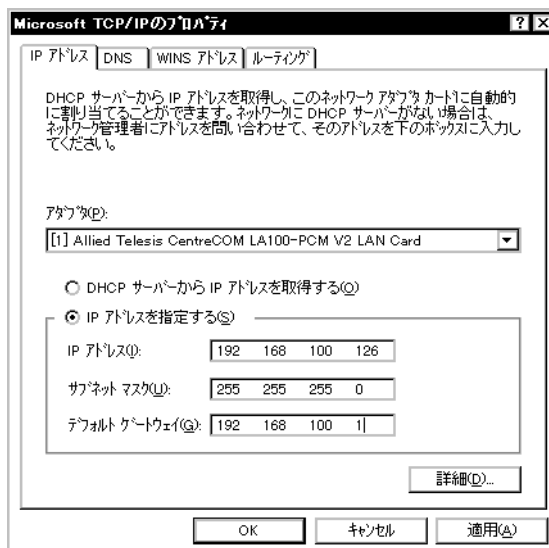 Microsoft TCP/IPのﾌﾟﾛﾊﾟﾃｨ
IP ｱﾄﾞﾚｽ DNS WINS ｱﾄﾞﾚｽ ﾙｰﾃｨﾝｸﾞ
DHCP ｻｰﾊﾞｰから IP ｱﾄﾞﾚｽを取得し、このﾈｯﾄﾜｰｸ ｱﾀﾞﾌﾟﾀ ｶｰﾄﾞに自動的
に割り当てることができます。ﾈｯﾄﾜｰｸに DHCP ｻｰﾊﾞｰがない場合は、
ﾈｯﾄﾜｰｸ管理者にｱﾄﾞﾚｽを問い合わせて、そのｱﾄﾞﾚｽを下のﾎﾞｯｸｽに入力し
てください。
ｱﾀﾞﾌﾟﾀ(P):
[1] Allied Telesis CentreCOM LA100-PCM V2 LAN Card
DHCP ｻｰﾊﾞｰから IP ｱﾄﾞﾚｽを取得する(O)
IP ｱﾄﾞﾚｽを指定する(S)
IP ｱﾄﾞﾚｽ(I): 192 168 100 126
ｻﾌﾞﾈｯﾄ ﾏｽｸ(U): 255 255 255 0
ﾃﾞﾌｫﾙﾄ ｹﾞｰﾄｳｪｲ(G): 192 168 100 1
詳細(D)...
OK ｷｬﾝｾﾙ 適用(A)